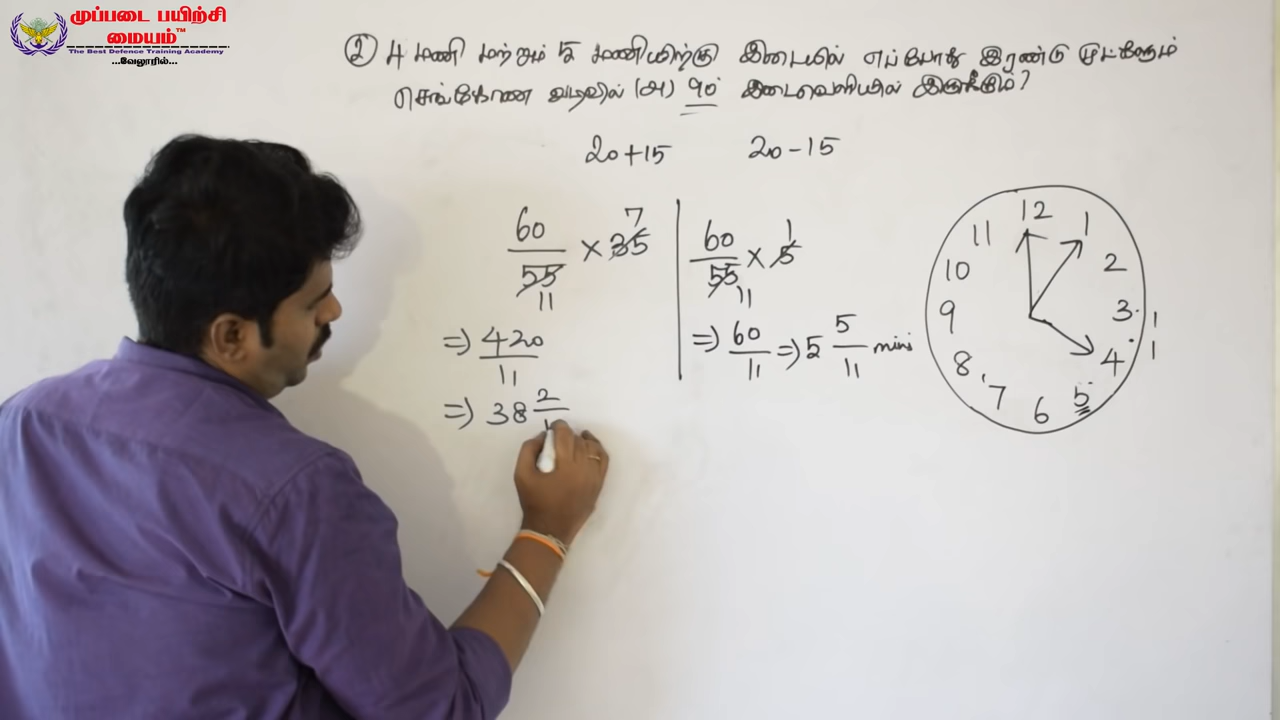 முப்படை பயிற்சி
மையம்™
The Best Defence Training Academy
...வேலூரில்...
② 4 மணி மற்றும் 5 மணியிற்கு இடையில் எப்போது இரண்டு முட்களும்
செங்கோண வடிவில் (அ) 90° இடைவெளியில் இருக்கும்?
20+15 20-15
60/55 11 × 35 7
60/55 11 × 5 1
=> 420/11
=> 60/11 => 5 5/11 mins
=> 38 2/1
12
11 1
10 2
9 3
8 4
7 6 5